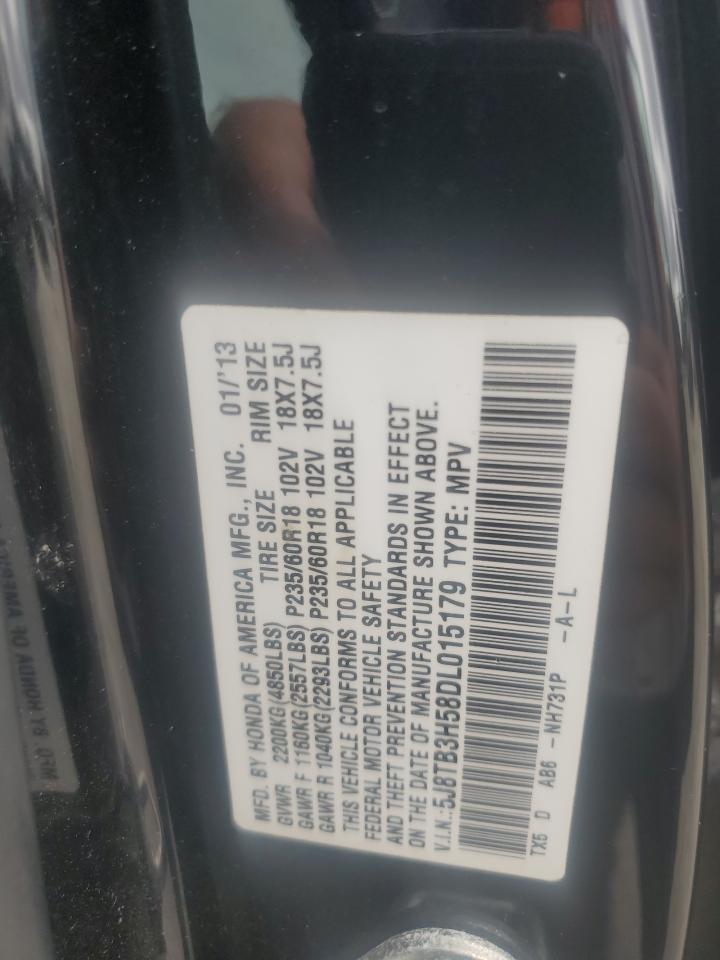 MFD. BY HONDA OF AMERICA MFG., INC. 01/'13
GVWR 2200KG(4850LBS) TIRE SIZE RIM SIZE
GAWR F 1160KG(2557LBS) P235/60R18 102V 18X7.5J
GAWR R 1040KG(2293LBS) P235/60R18 102V 18X7.5J
THIS VEHICLE CONFORMS TO ALL APPLICABLE
FEDERAL MOTOR VEHICLE SAFETY
AND THEFT PREVENTION STANDARDS IN EFFECT
ON THE DATE OF MANUFACTURE SHOWN ABOVE.
V.I.N.:5J8TB3H58DL015179 TYPE: MPV
TX5 D AB6 -NH731P -A-L